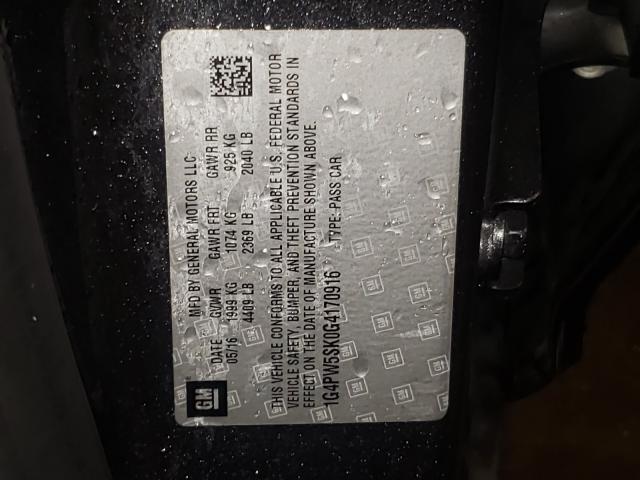 GM
MFD BY GENERAL MOTORS LLC
DATE GVWR GAWR FRT GAWR RR
05/16 1999 KG 1074 KG 925 KG
4409 LB 2369 LB 2040 LB
THIS VEHICLE CONFORMS TO ALL APPLICABLE U.S. FEDERAL MOTOR
VEHICLE SAFETY, BUMPER, AND THEFT PREVENTION STANDARDS IN
EFFECT ON THE DATE OF MANUFACTURE SHOWN ABOVE.
1G4PW5SK0G4170916 TYPE: PASS CAR